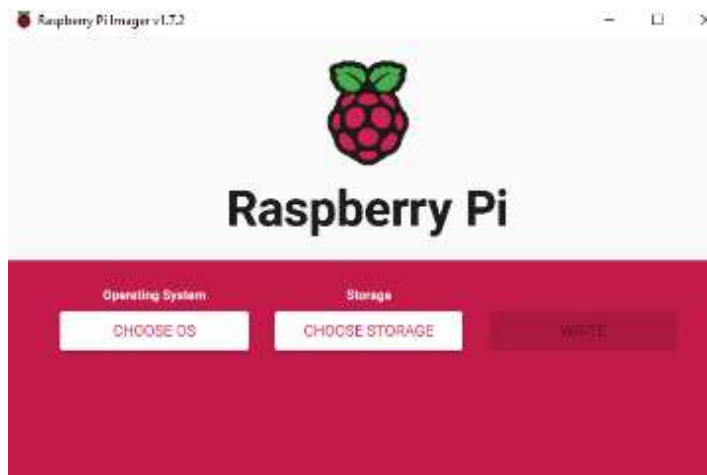 Raspberry Pi Imager v1.7.2
Raspberry Pi
Operating System
Storage
CHOOSE OS
CHOOSE STORAGE
WRITE